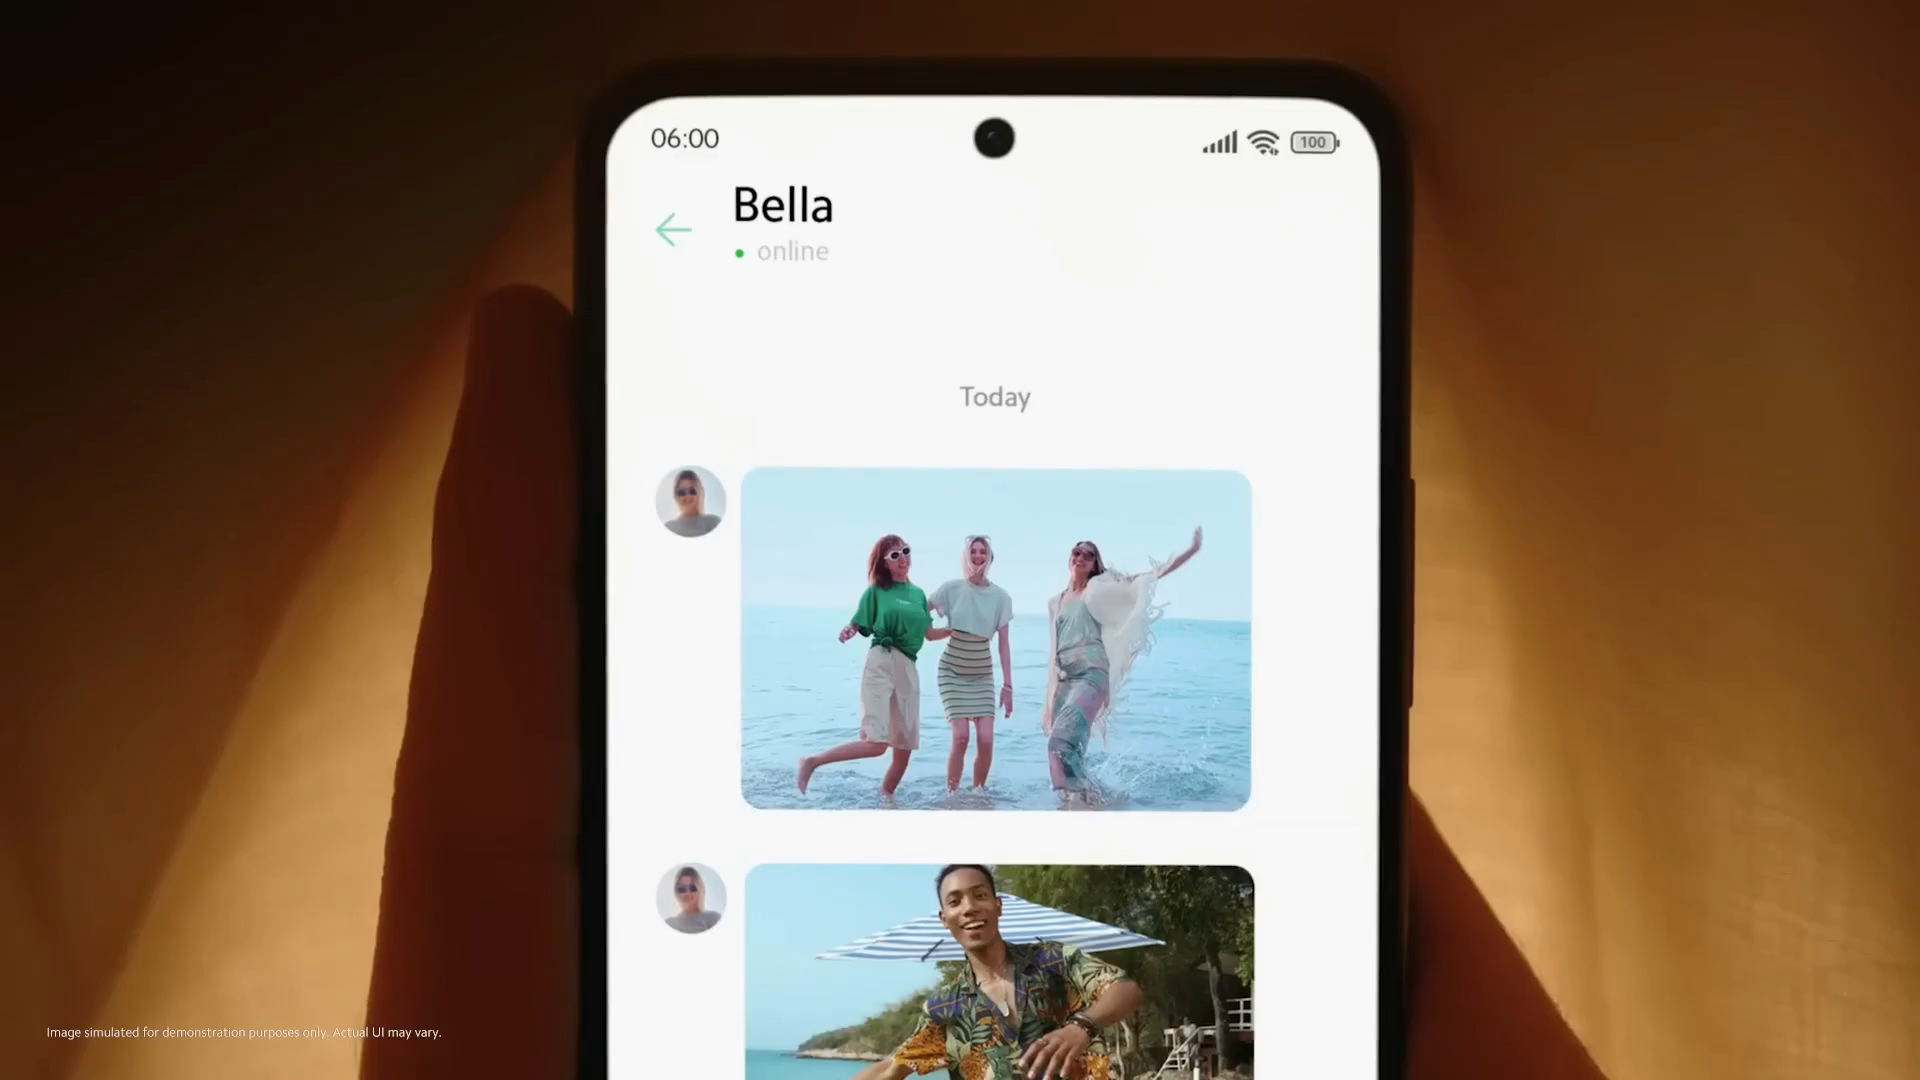 06:00
100
Bella
online
Today
Image simulated for demonstration purposes only. Actual UI may vary.